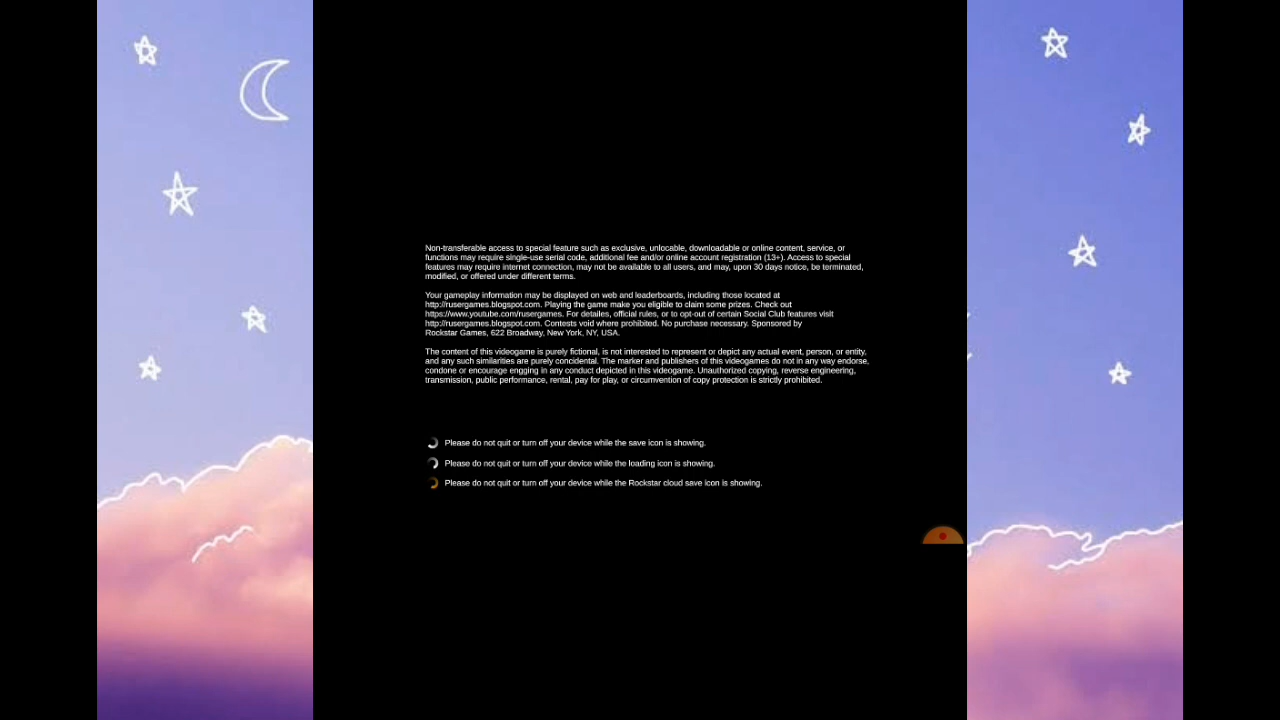 Non-transferable access to special feature such as exclusive, unlocable, downloadable or online content, service, or
functions may require single-use serial code, additional fee and/or online account registration (13+). Access to special
features may require internet connection, may not be available to all users, and may, upon 30 days notice, be terminated,
modified, or offered under different terms.
Your gameplay information may be displayed on web and leaderboards, including those located at
http://rusergames.blogspot.com. Playing the game make you eligible to claim some prizes. Check out
https://www.youtube.com/rusergames. For detailes, official rules, or to opt-out of certain Social Club features visit
http://rusergames.blogspot.com. Contests void where prohibited. No purchase necessary. Sponsored by
Rockstar Games, 622 Broadway, New York, NY, USA.
The content of this videogame is purely fictional, is not interested to represent or depict any actual event, person, or entity,
and any such similarities are purely concidental. The marker and publishers of this videogames do not in any way endorse,
condone or encourage engging in any conduct depicted in this videogame. Unauthorized copying, reverse engineering,
transmission, public performance, rental, pay for play, or circumvention of copy protection is strictly prohibited.
Please do not quit or turn off your device while the save icon is showing.
Please do not quit or turn off your device while the loading icon is showing.
Please do not quit or turn off your device while the Rockstar cloud save icon is showing.